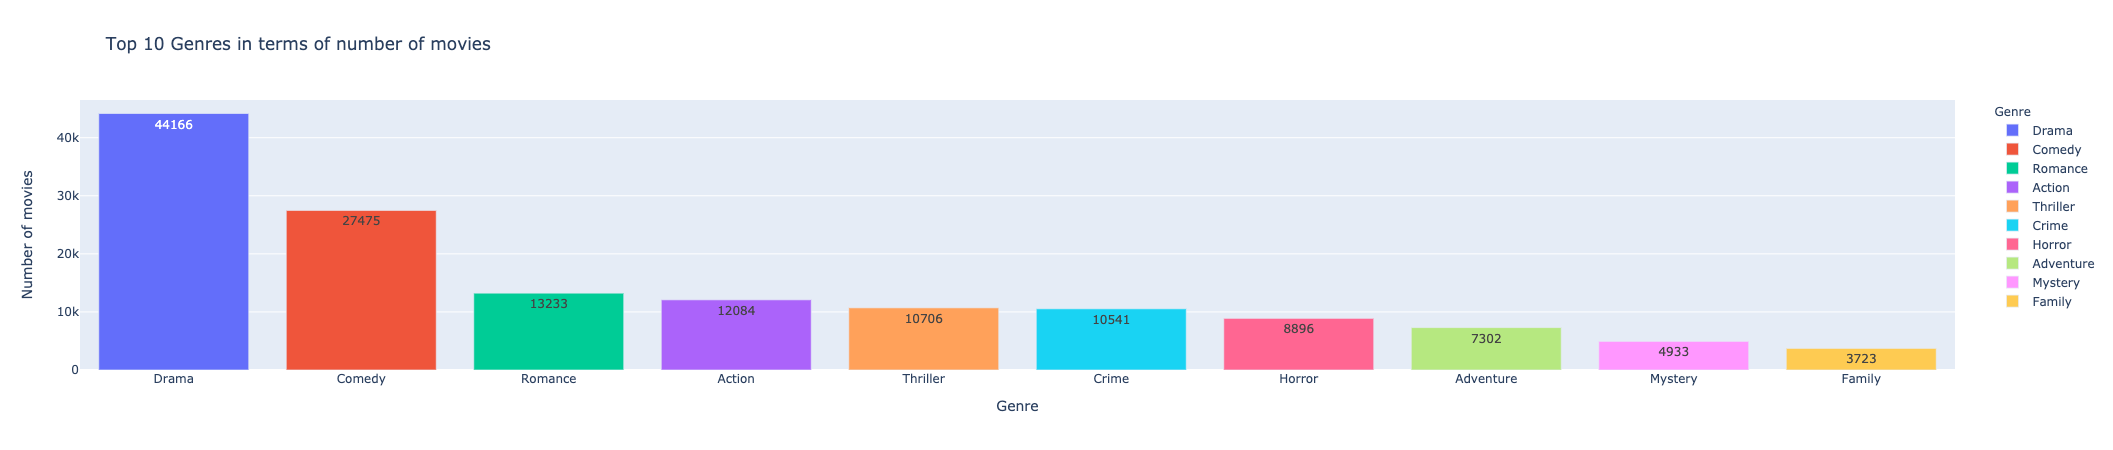 Top 10 Genres in terms of number of movies
Number of movies
40k
30k
20k
10k
0
44166
27475
13233
12084
10706
10541
8896
7302
4933
3723
Drama
Comedy
Romance
Action
Thriller
Crime
Horror
Adventure
Mystery
Family
Genre
Genre
Drama
Comedy
Romance
Action
Thriller
Crime
Horror
Adventure
Mystery
Family